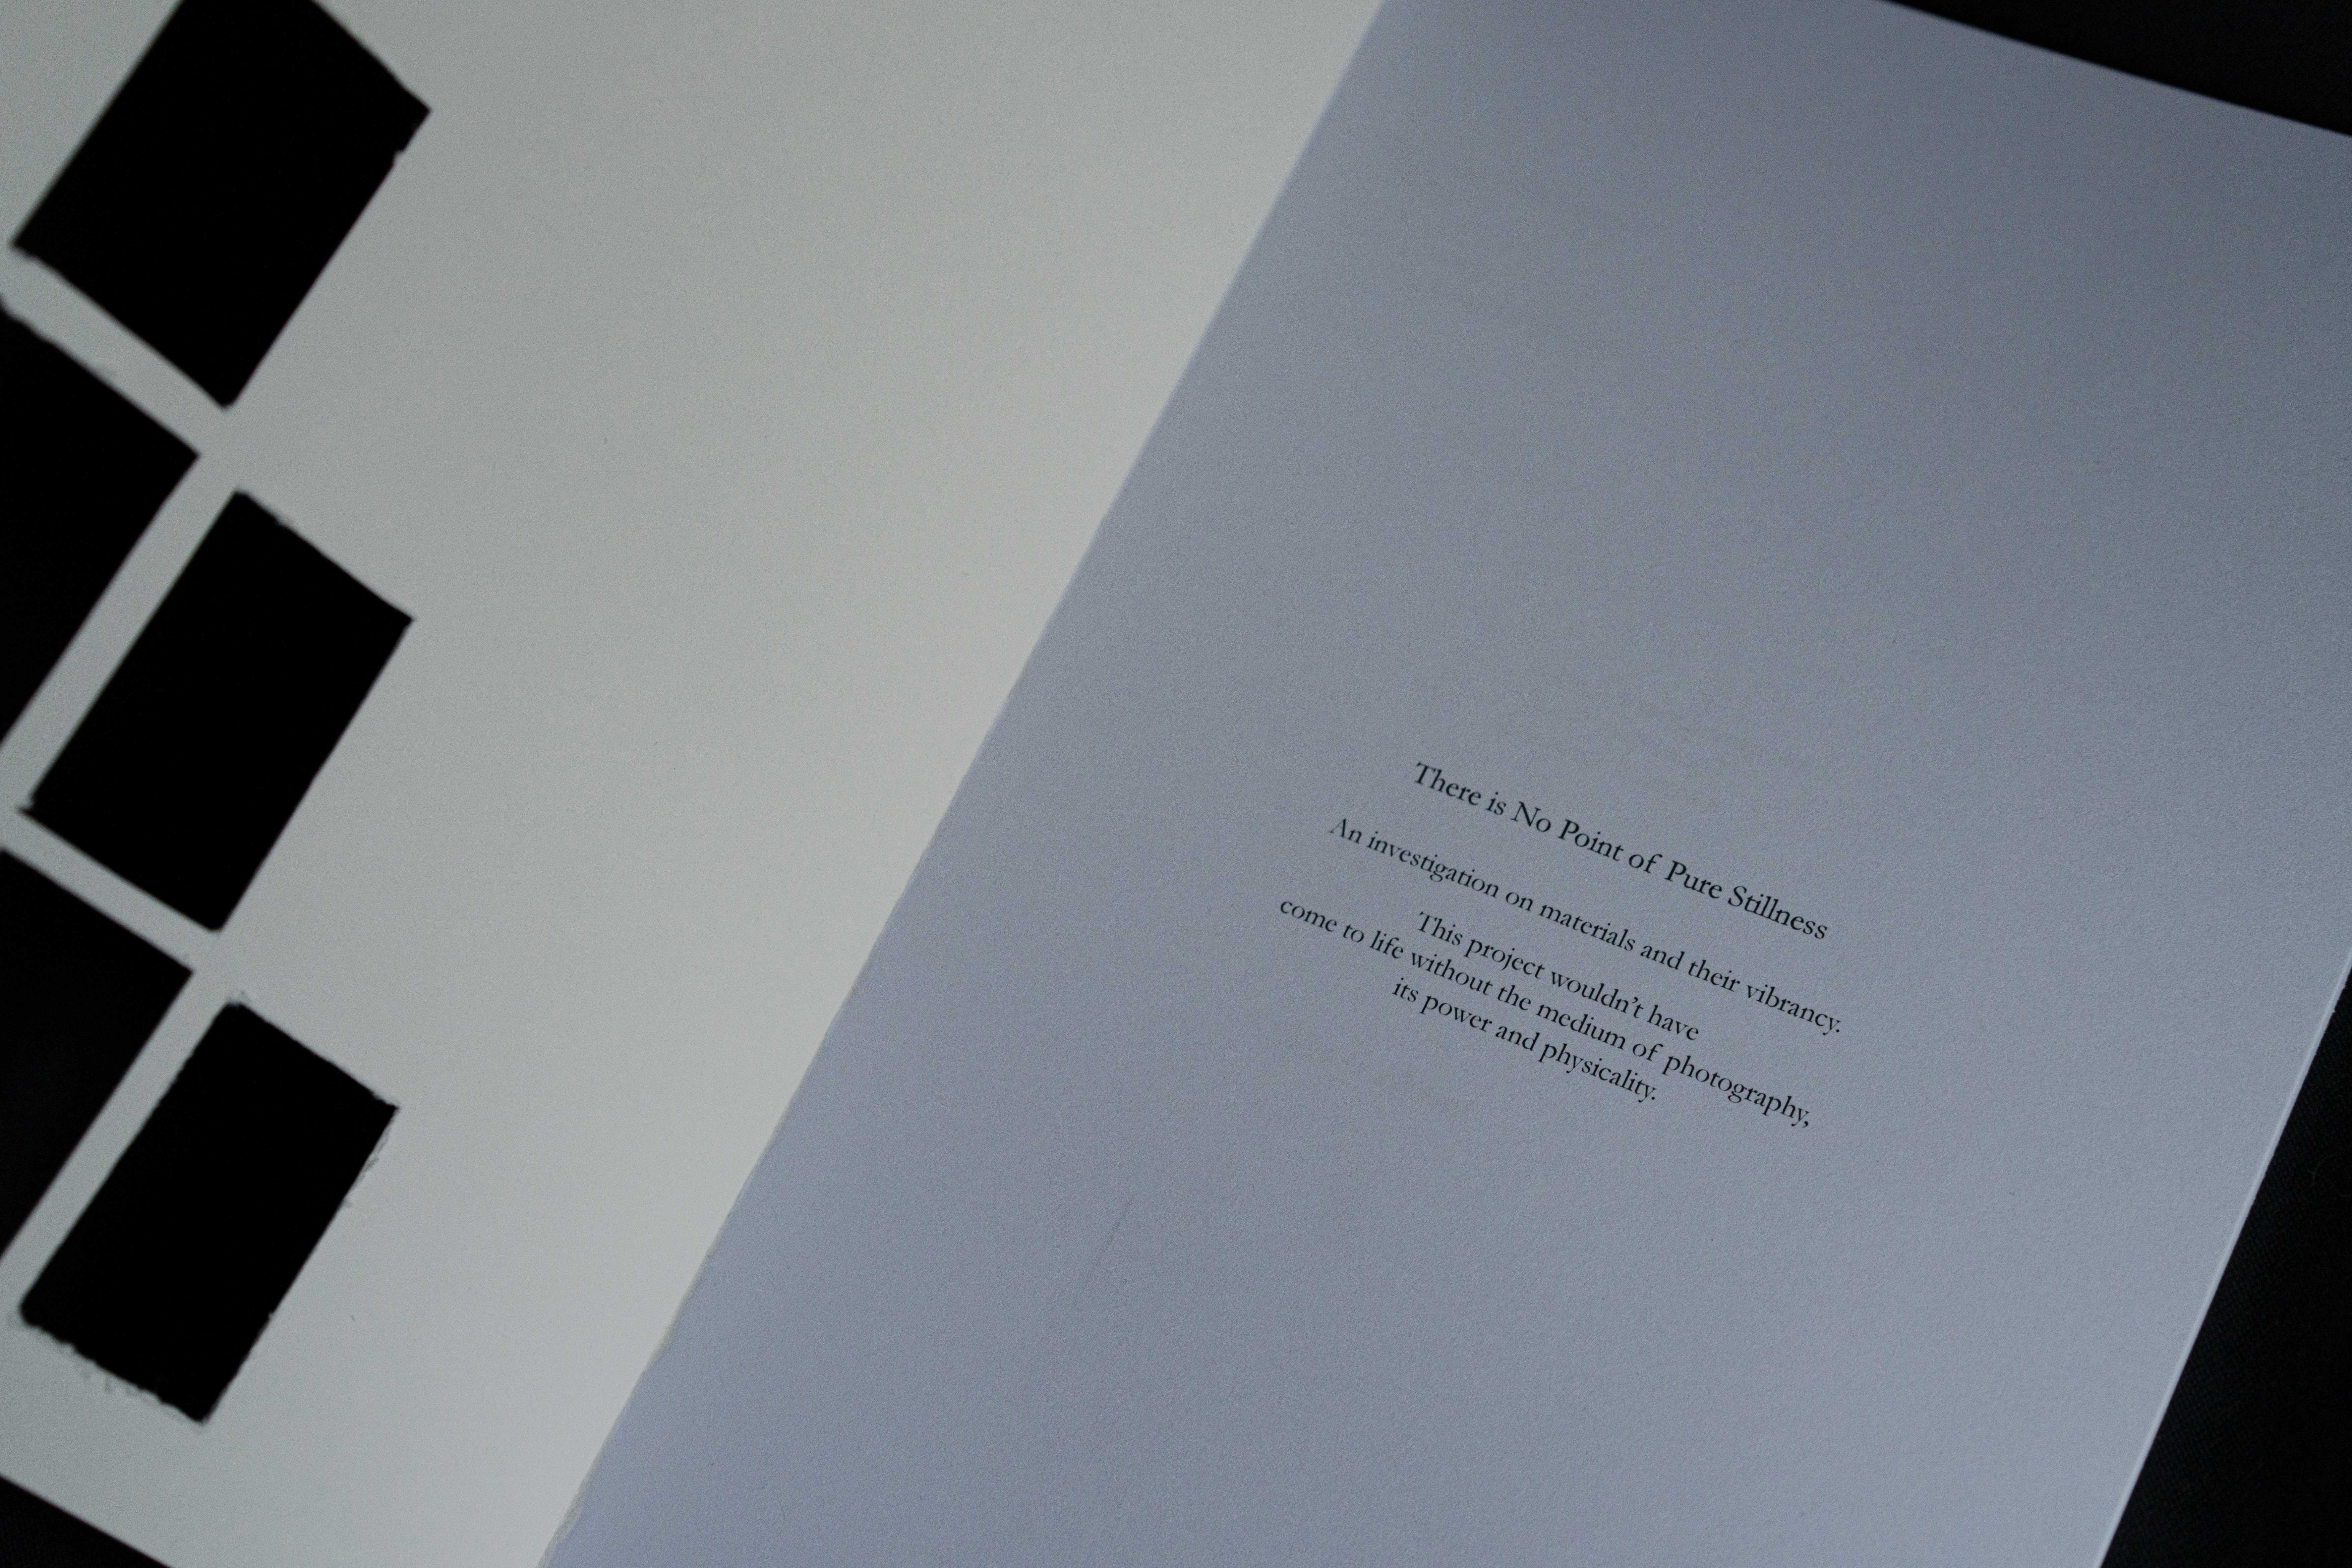 There is No Point of Pure Stillness
An investigation on materials and their vibrancy.
This project wouldn’t have
come to life without the medium of photography,
its power and physicality.